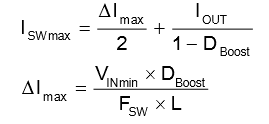 I_SWmax = ΔI_max / 2 + I_OUT / (1 − D_Boost)
ΔI_max = (V_INmin × D_Boost) / (F_SW × L)